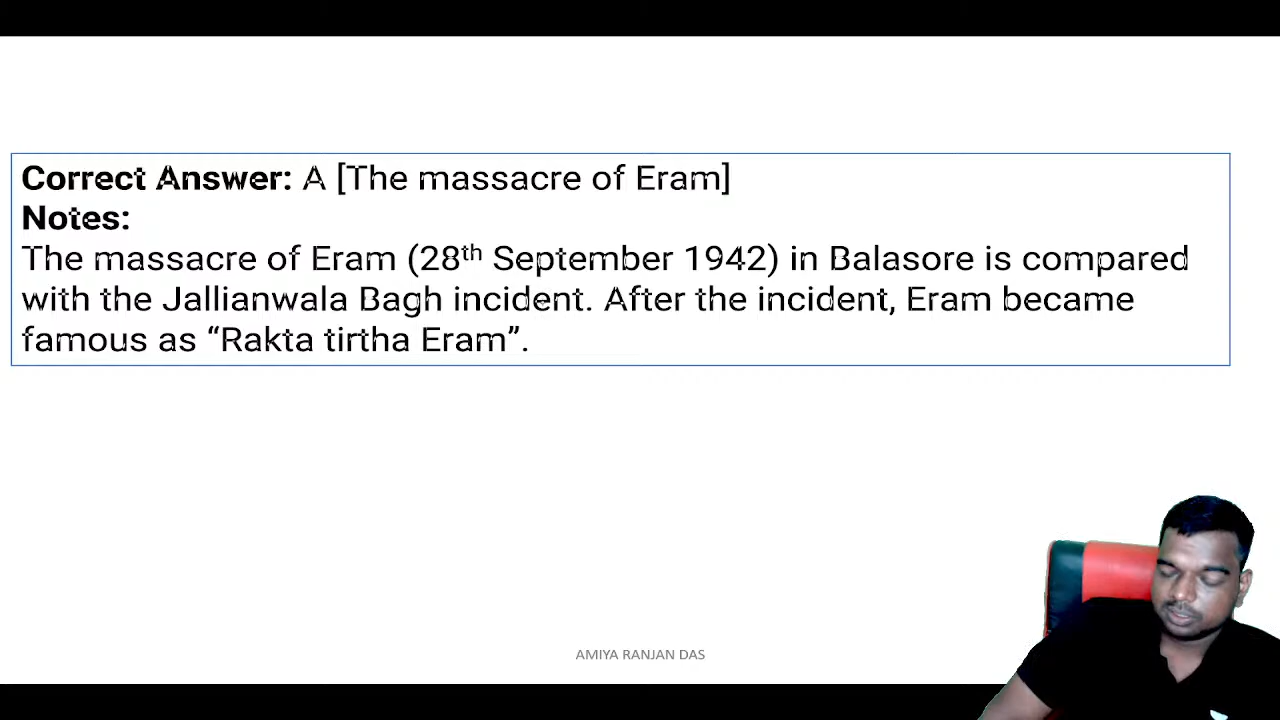 Correct Answer: A [The massacre of Eram]
Notes:
The massacre of Eram (28th September 1942) in Balasore is compared
with the Jallianwala Bagh incident. After the incident, Eram became
famous as “Rakta tirtha Eram”.
AMIYA RANJAN DAS